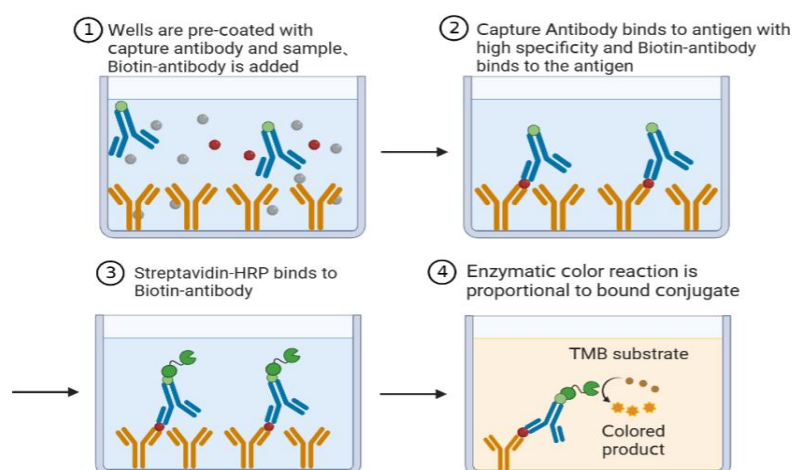 1 Wells are pre-coated with
capture antibody and sample、
Biotin-antibody is added
2 Capture Antibody binds to antigen with
high specificity and Biotin-antibody
binds to the antigen
3 Streptavidin-HRP binds to
Biotin-antibody
4 Enzymatic color reaction is
proportional to bound conjugate
TMB substrate
Colored
product